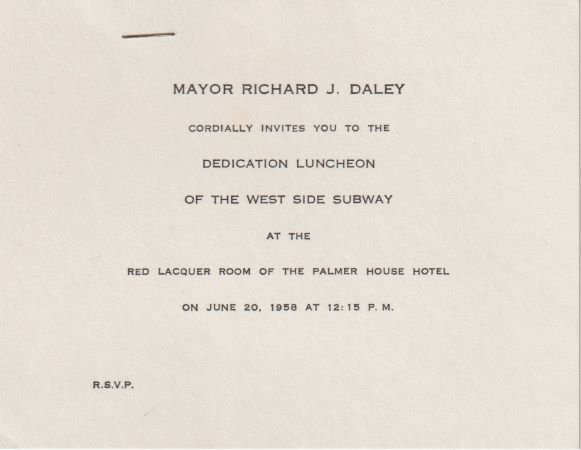 MAYOR RICHARD J. DALEY
CORDIALLY INVITES YOU TO THE
DEDICATION LUNCHEON
OF THE WEST SIDE SUBWAY
AT THE
RED LACQUER ROOM OF THE PALMER HOUSE HOTEL
ON JUNE 20, 1958 AT 12:15 P. M.
R.S.V.P.